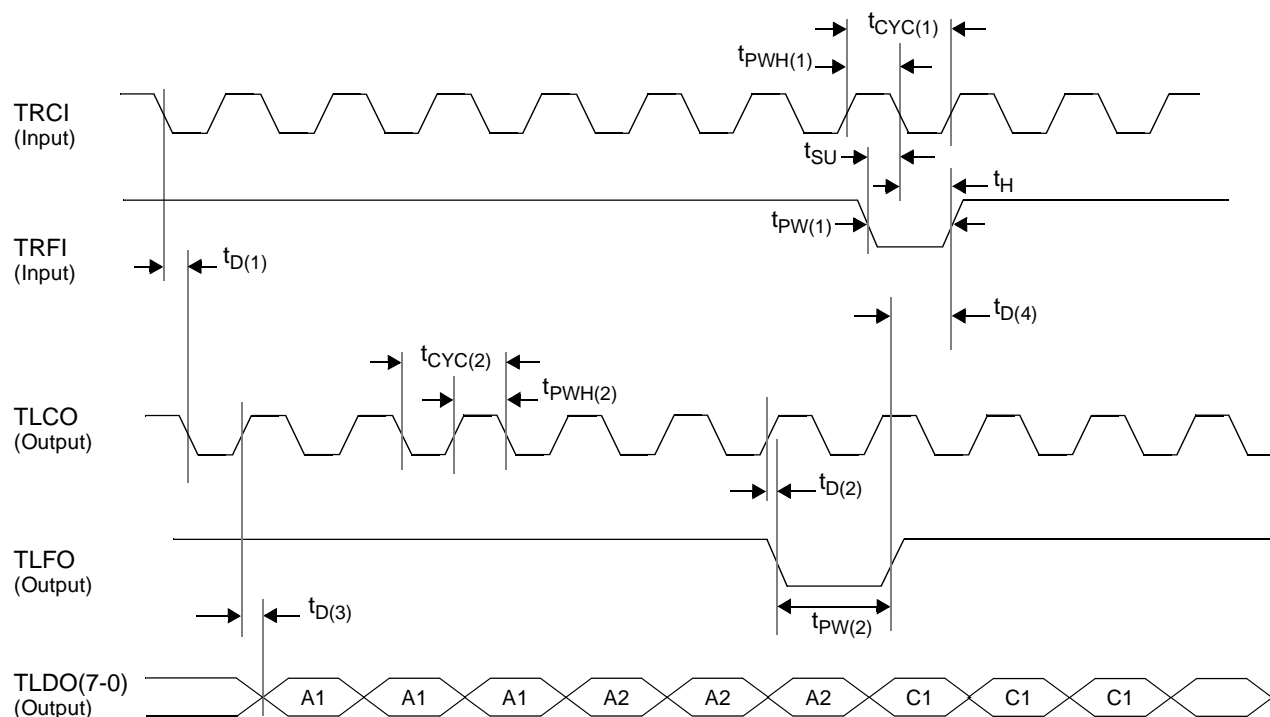 tCYC(1)
tPWH(1)
TRCI
(Input)
tSU
tH
TRFI
(Input)
tPW(1)
tD(1)
tD(4)
tCYC(2)
tPWH(2)
TLCO
(Output)
tD(2)
TLFO
(Output)
tD(3)
tPW(2)
TLDO(7-0)
(Output)
A1 A1 A1 A2 A2 A2 C1 C1 C1